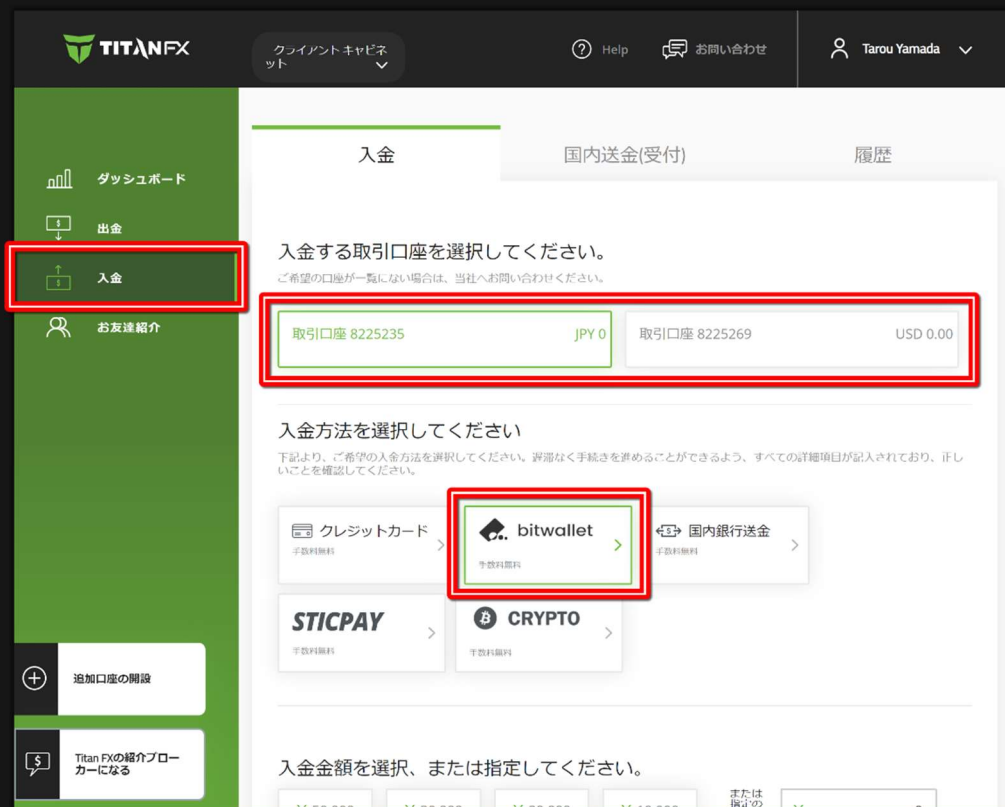 TITANFX
クライアント キャビネ
ット
Help
お問い合わせ
Tarou Yamada
ダッシュボード
出金
入金
お友達紹介
追加口座の開設
Titan FXの紹介ブロー
カーになる
入金
国内送金(受付)
履歴
入金する取引口座を選択してください。
ご希望の口座が一覧にない場合は、当社へお問い合わせください。
取引口座 8225235 JPY 0
取引口座 8225269 USD 0.00
入金方法を選択してください
下記より、ご希望の入金方法を選択してください。遅滞なく手続きを進めることができるよう、すべての詳細項目が記入されており、正し
いことを確認してください。
クレジットカード
手数料無料
bitwallet
手数料無料
国内銀行送金
手数料無料
STICPAY
手数料無料
CRYPTO
手数料無料
入金金額を選択、または指定してください。
または